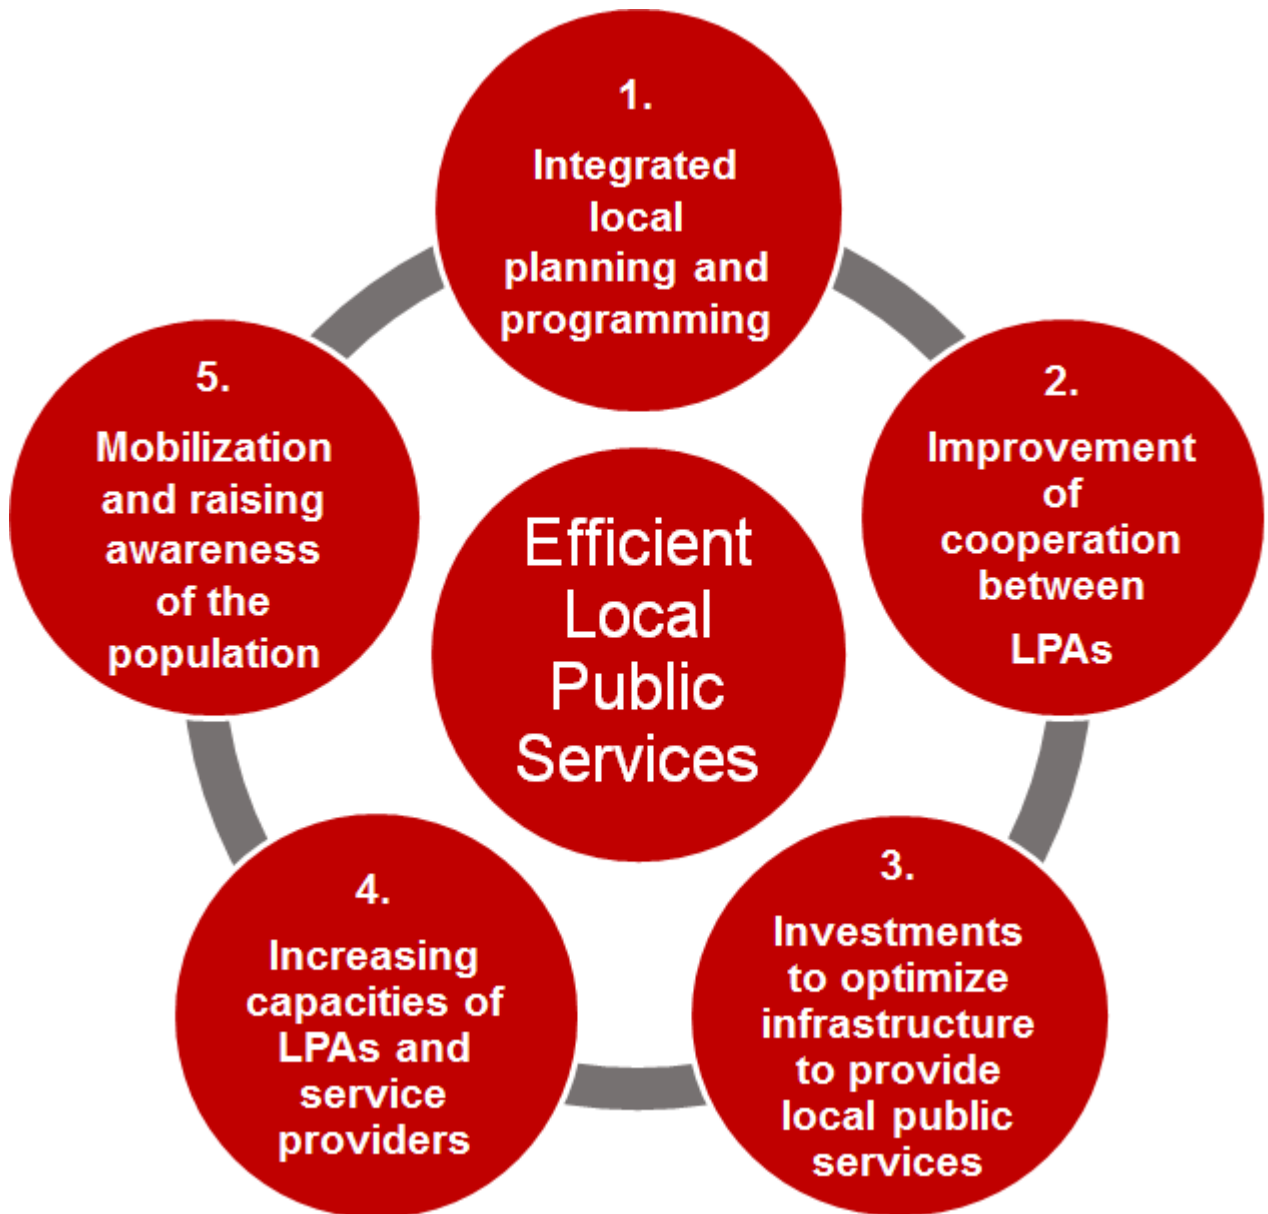 1.
Integrated
local
planning and
programming
2.
Improvement
of
cooperation
between
LPAs
3.
Investments
to optimize
infrastructure
to provide
local public
services
4.
Increasing
capacities of
LPAs and
service
providers
5.
Mobilization
and raising
awareness
of the
population
Efficient
Local
Public
Services